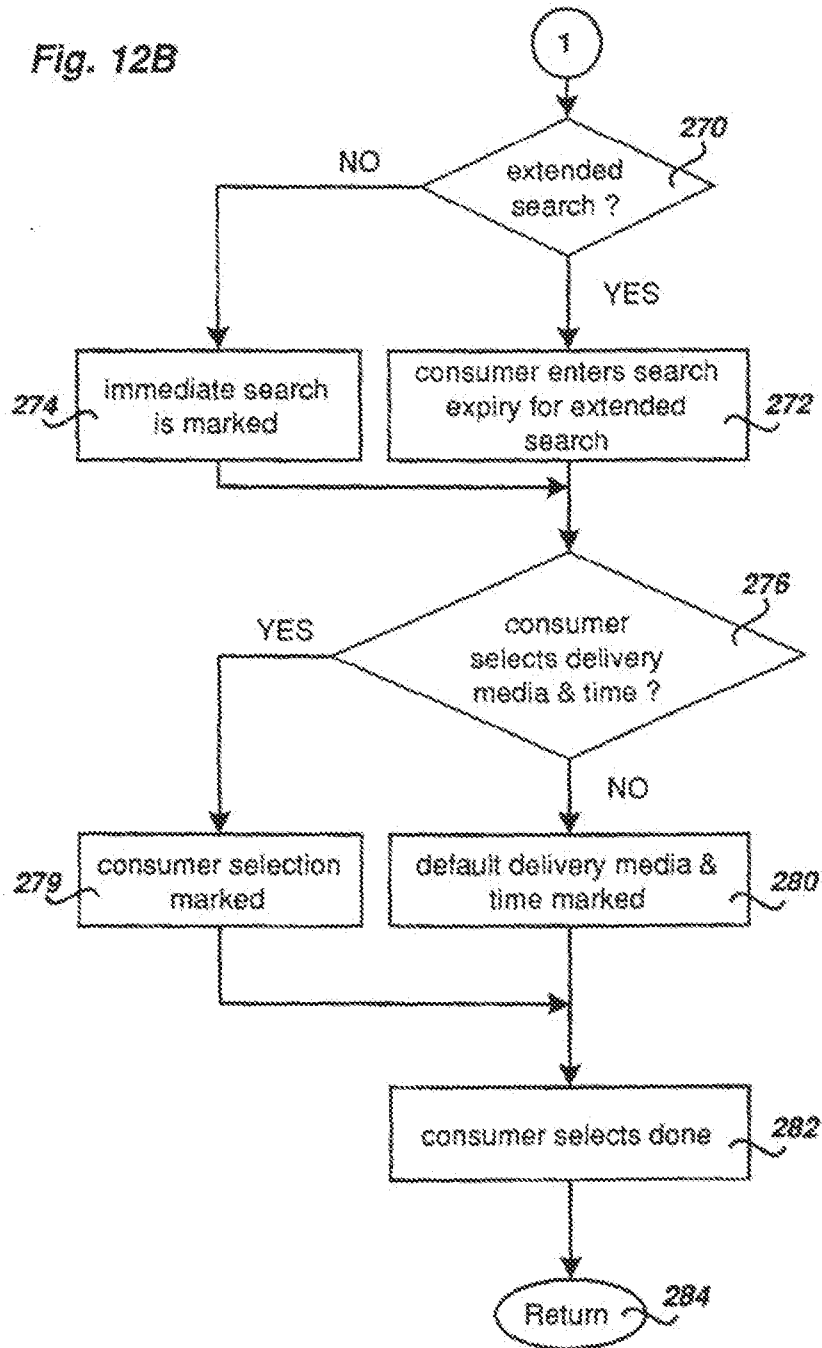 Fig. 12B
1
270
NO
extended
search ?
YES
274
immediate search
is marked
consumer enters search
expiry for extended
search
272
276
YES
consumer
selects delivery
media & time ?
NO
279
consumer selection
marked
default delivery media &
time marked
280
consumer selects done
282
Return
284